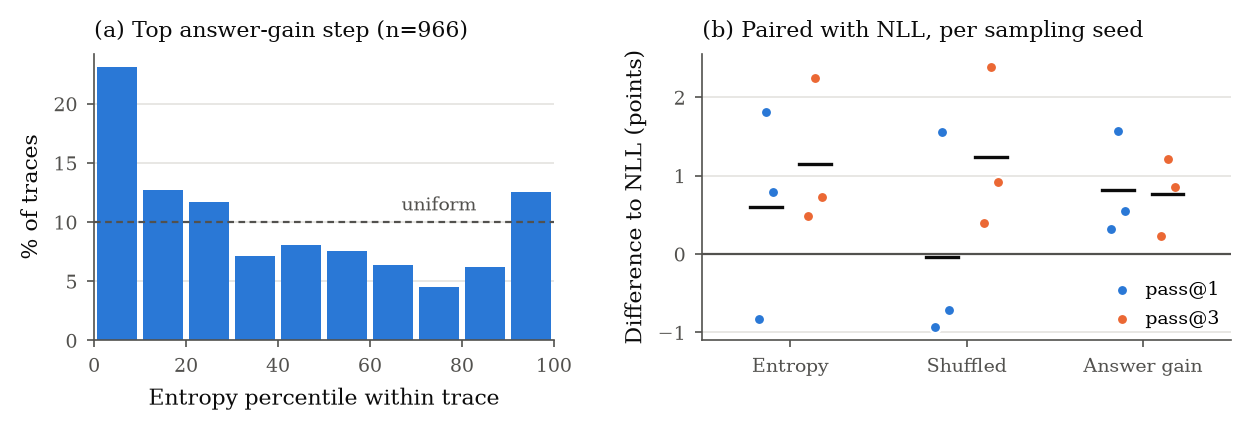 (a) Top answer-gain step (n=966)
% of traces
20
15
10
5
0
uniform
0 20 40 60 80 100
Entropy percentile within trace
(b) Paired with NLL, per sampling seed
Difference to NLL (points)
2
1
0
−1
pass@1
pass@3
Entropy Shuffled Answer gain